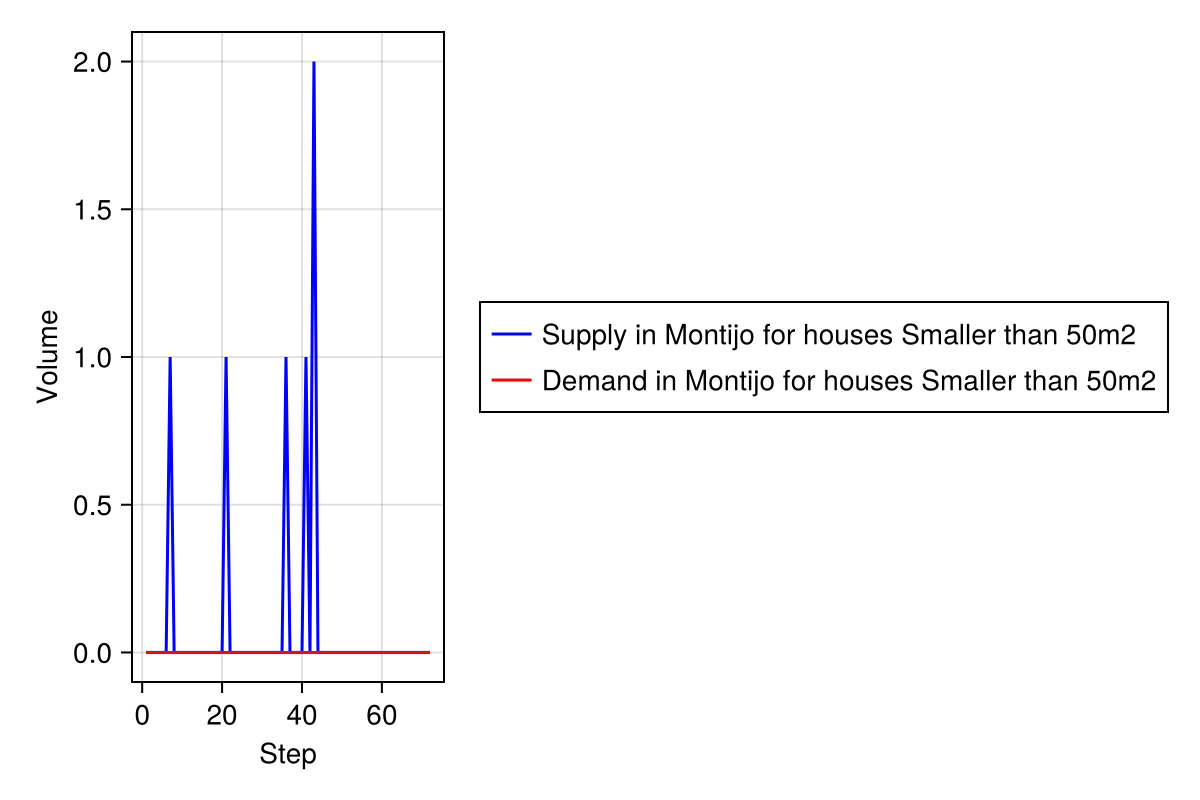 2.0
1.5
1.0
0.5
0.0
Volume
0 20 40 60
Step
Supply in Montijo for houses Smaller than 50m2
Demand in Montijo for houses Smaller than 50m2